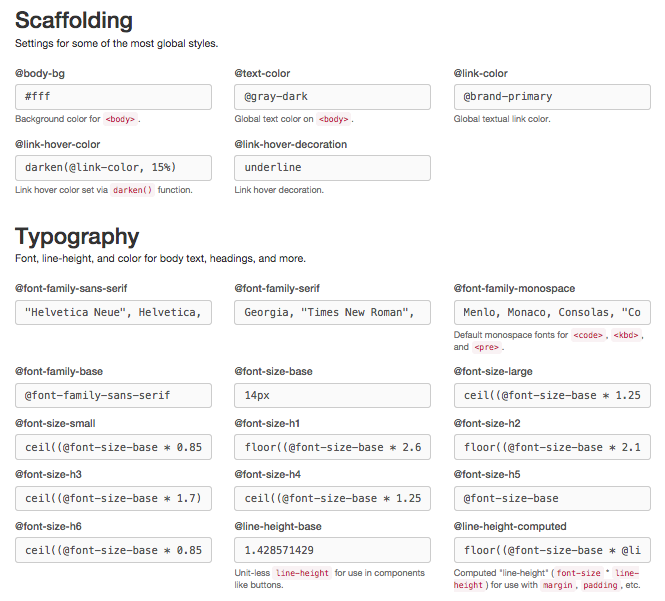 Scaffolding
Settings for some of the most global styles.
@body-bg
#fff
Background color for <body>.
@text-color
@gray-dark
Global text color on <body>.
@link-color
@brand-primary
Global textual link color.
@link-hover-color
darken(@link-color, 15%)
Link hover color set via darken() function.
@link-hover-decoration
underline
Link hover decoration.
Typography
Font, line-height, and color for body text, headings, and more.
@font-family-sans-serif
"Helvetica Neue", Helvetica,
@font-family-serif
Georgia, "Times New Roman",
@font-family-monospace
Menlo, Monaco, Consolas, "Co
Default monospace fonts for <code>, <kbd>,
and <pre>.
@font-family-base
@font-family-sans-serif
@font-size-base
14px
@font-size-large
ceil((@font-size-base * 1.25
@font-size-small
ceil((@font-size-base * 0.85
@font-size-h1
floor((@font-size-base * 2.6
@font-size-h2
floor((@font-size-base * 2.1
@font-size-h3
ceil((@font-size-base * 1.7)
@font-size-h4
ceil((@font-size-base * 1.25
@font-size-h5
@font-size-base
@font-size-h6
ceil((@font-size-base * 0.85
@line-height-base
1.428571429
Unit-less line-height for use in components
like buttons.
@line-height-computed
floor((@font-size-base * @li
Computed "line-height" (font-size * line-
height) for use with margin, padding, etc.